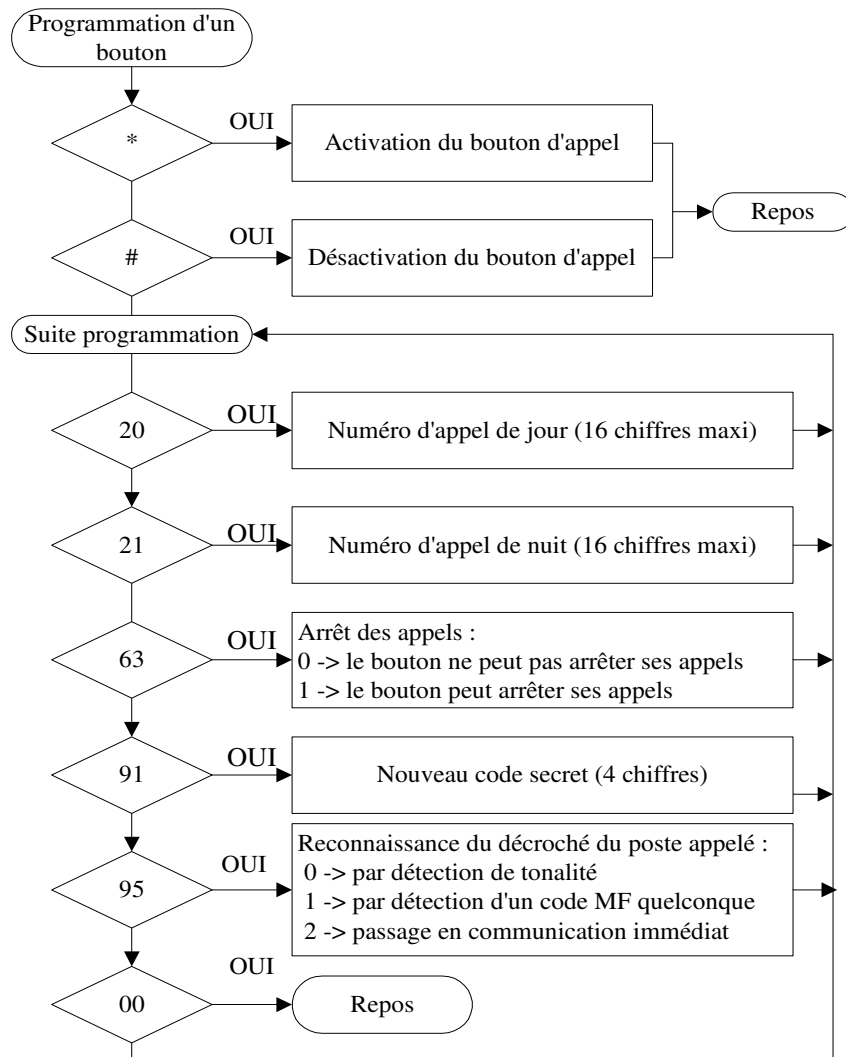 Programmation d'un
bouton
*
OUI
Activation du bouton d'appel
Repos
#
OUI
Désactivation du bouton d'appel
Suite programmation
20
OUI
Numéro d'appel de jour (16 chiffres maxi)
21
OUI
Numéro d'appel de nuit (16 chiffres maxi)
63
OUI
Arrêt des appels :
0 -> le bouton ne peut pas arrêter ses appels
1 -> le bouton peut arrêter ses appels
91
OUI
Nouveau code secret (4 chiffres)
95
OUI
Reconnaissance du décroché du poste appelé :
0 -> par détection de tonalité
1 -> par détection d'un code MF quelconque
2 -> passage en communication immédiat
00
OUI
Repos